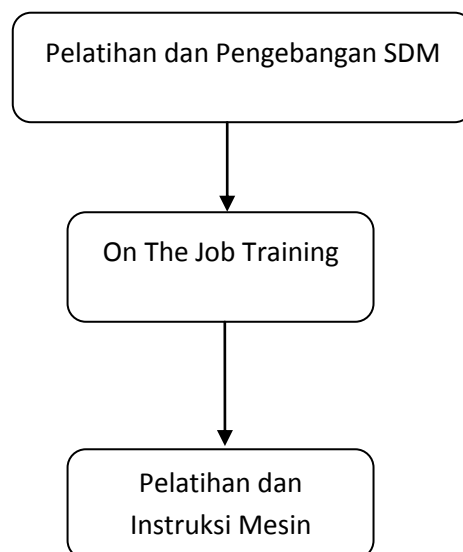 Pelatihan dan Pengebangan SDM
On The Job Training
Pelatihan dan
Instruksi Mesin